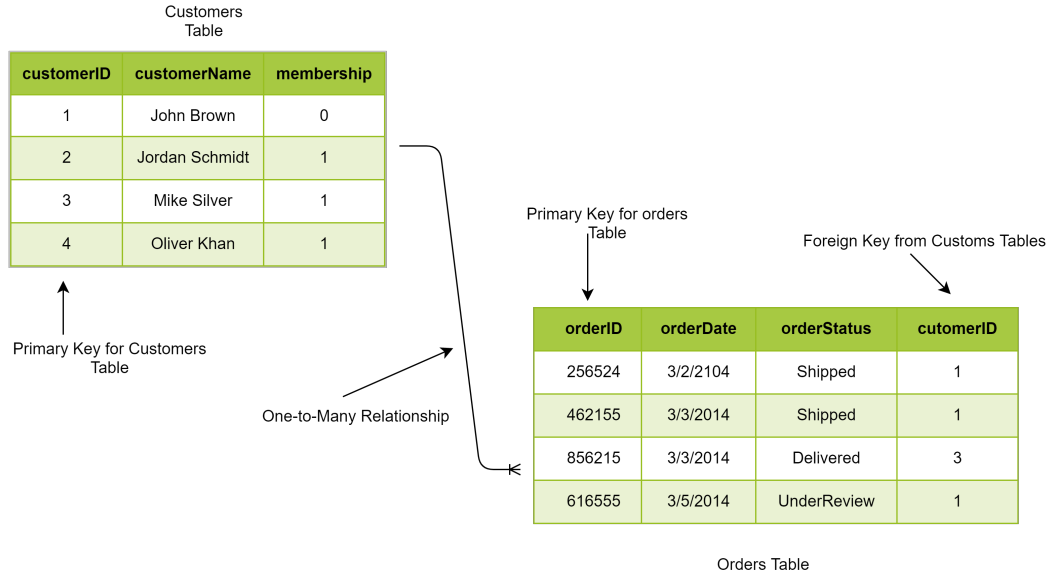 Customers
Table
customerID customerName membership
1 John Brown 0
2 Jordan Schmidt 1
3 Mike Silver 1
4 Oliver Khan 1
Primary Key for Customers
Table
One-to-Many Relationship
Primary Key for orders
Table
Foreign Key from Customs Tables
orderID orderDate orderStatus cutomerID
256524 3/2/2104 Shipped 1
462155 3/3/2014 Shipped 1
856215 3/3/2014 Delivered 3
616555 3/5/2014 UnderReview 1
Orders Table